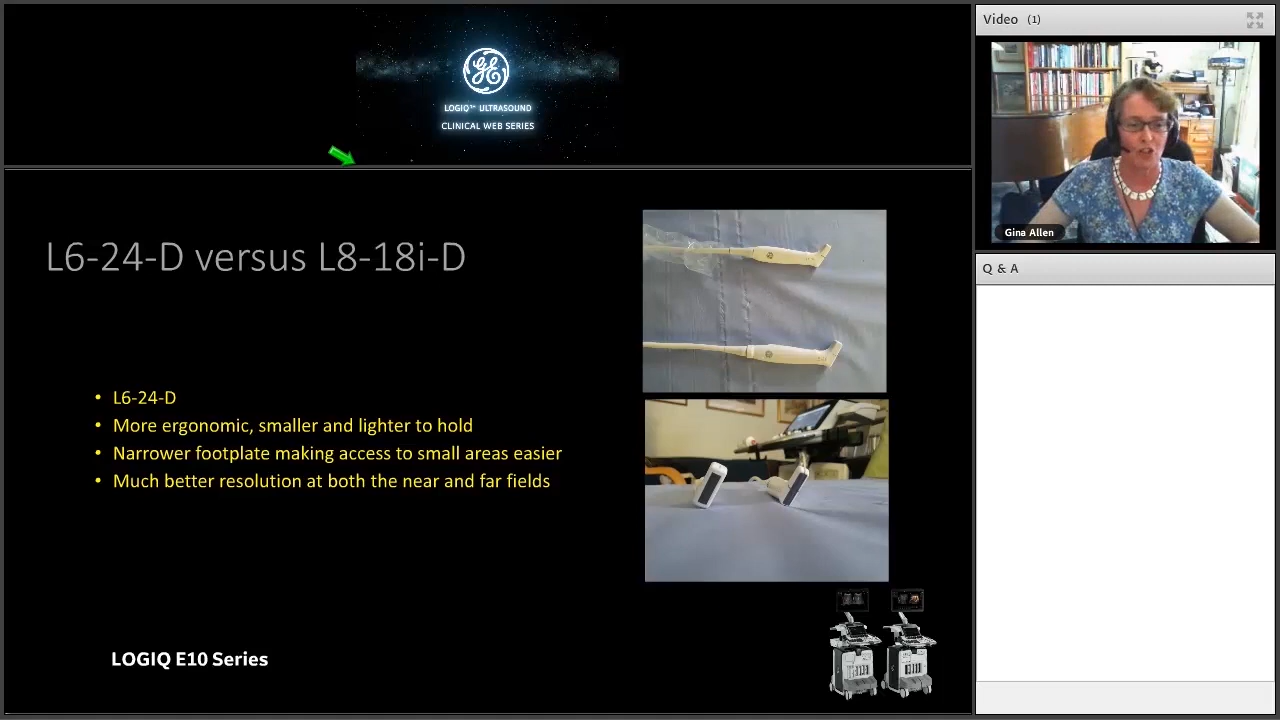 LOGIQ™ ULTRASOUND
CLINICAL WEB SERIES
L6-24-D versus L8-18i-D
• L6-24-D
• More ergonomic, smaller and lighter to hold
• Narrower footplate making access to small areas easier
• Much better resolution at both the near and far fields
LOGIQ E10 Series
Video (1)
Gina Allen
Q & A